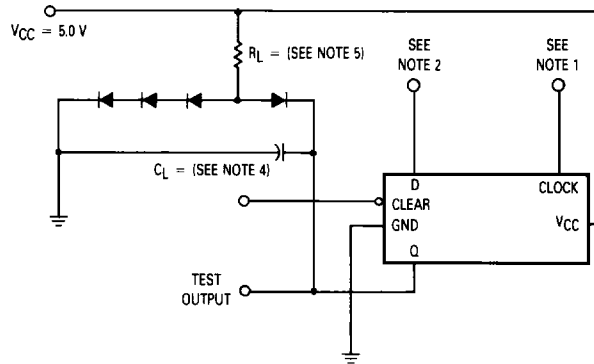 VCC = 5.0 V
RL = (SEE NOTE 5)
SEE
NOTE 2
SEE
NOTE 1
CL = (SEE NOTE 4)
D
CLOCK
CLEAR
GND
VCC
Q
TEST
OUTPUT